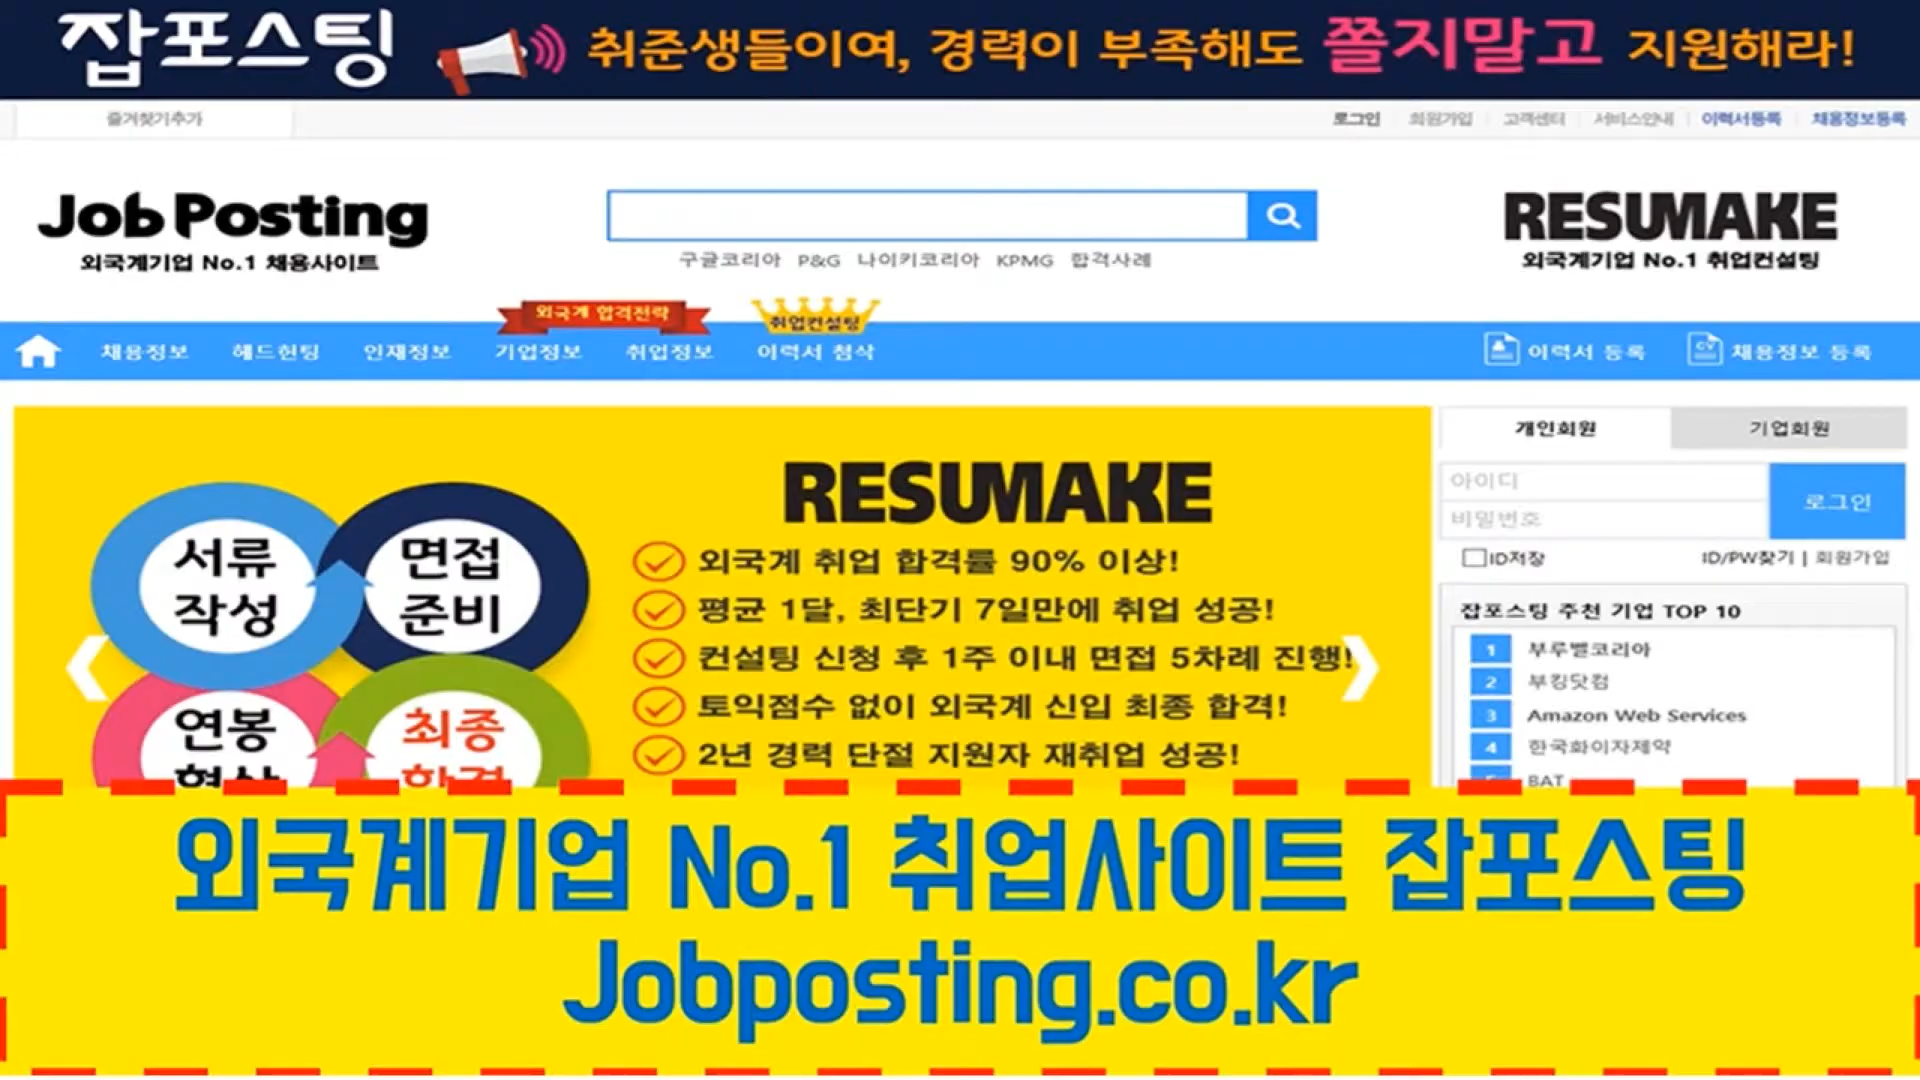 잡포스팅 취준생들이여, 경력이 부족해도 쫄지말고 지원해라!
즐겨찾기추가
로그인 회원가입 고객센터 서비스안내 이력서등록 채용정보등록
Job Posting
외국계기업 No.1 채용사이트
구글코리아 P&G 나이키코리아 KPMG 합격사례
RESUMAKE
외국계기업 No.1 취업컨설팅
외국계 합격전략
취업컨설팅
채용정보 헤드헌팅 인재정보 기업정보 취업정보 이력서 첨삭
이력서 등록
CV 채용정보 등록
서류
작성
면접
준비
연봉
협상
최종
합격
RESUMAKE
외국계 취업 합격률 90% 이상!
평균 1달, 최단기 7일만에 취업 성공!
컨설팅 신청 후 1주 이내 면접 5차례 진행!
토익점수 없이 외국계 신입 최종 합격!
2년 경력 단절 지원자 재취업 성공!
개인회원 기업회원
아이디
비밀번호
로그인
ID저장 ID/PW찾기 | 회원가입
잡포스팅 추천 기업 TOP 10
1 부루벨코리아
2 부킹닷컴
3 Amazon Web Services
4 한국화이자제약
5 BAT
외국계기업 No.1 취업사이트 잡포스팅
Jobposting.co.kr